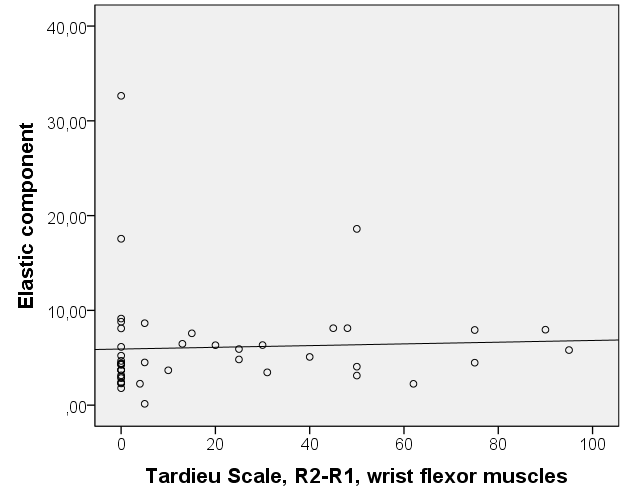 40,00
30,00
20,00
10,00
,00
Elastic component
0 20 40 60 80 100
Tardieu Scale, R2-R1, wrist flexor muscles